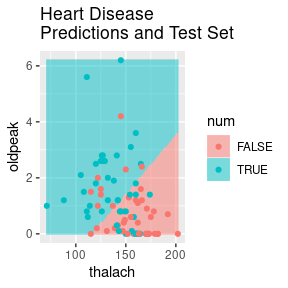 Heart Disease
Predictions and Test Set
6
4
2
0
oldpeak
100
150
200
thalach
num
FALSE
TRUE